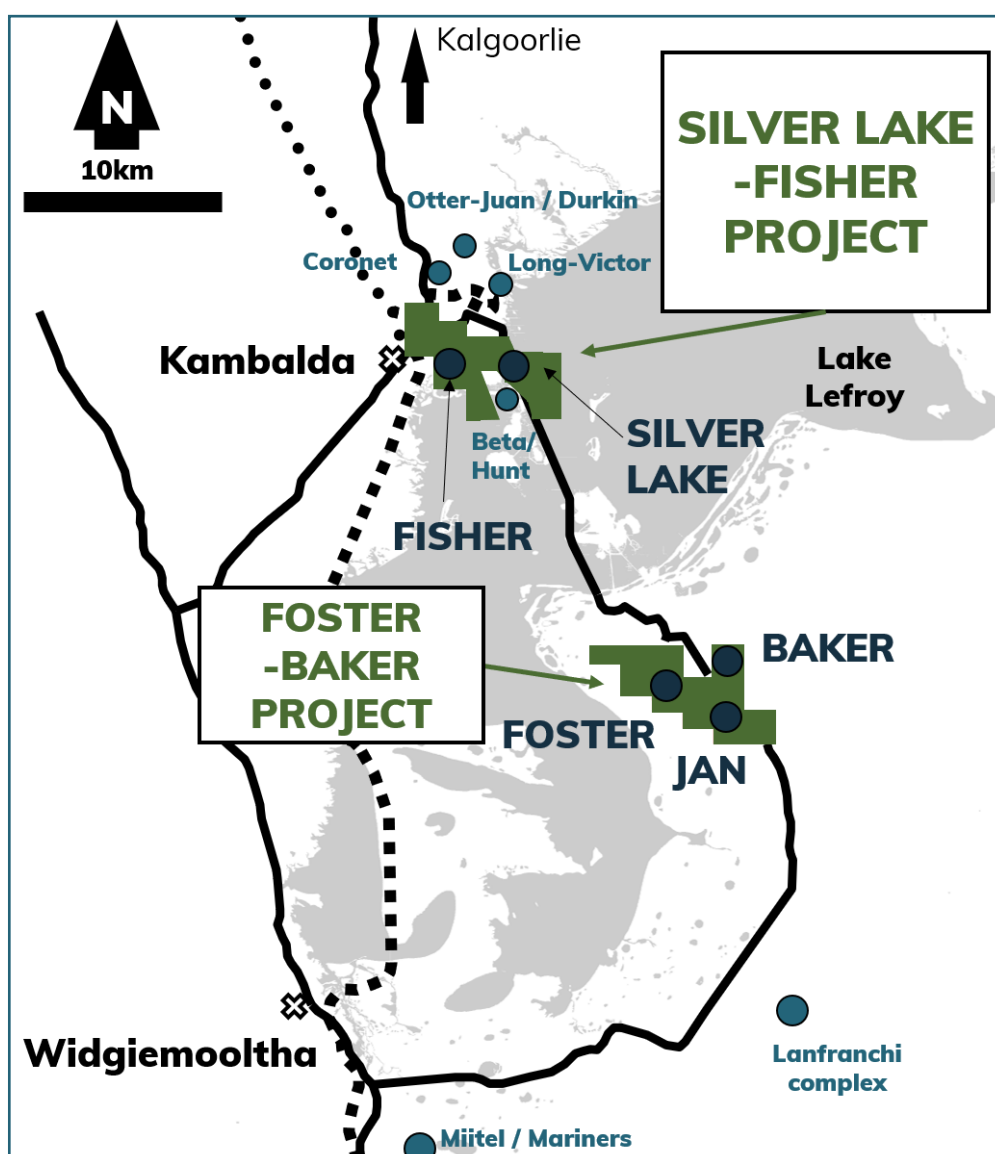 Kalgoorlie
N
10km
SILVER LAKE
-FISHER
PROJECT
Otter-Juan / Durkin
Coronet
Long-Victor
Kambalda
Lake
Lefroy
Beta/
Hunt
SILVER
LAKE
FISHER
FOSTER
-BAKER
PROJECT
BAKER
FOSTER
JAN
Widgiemooltha
Lanfranchi
complex
Miitel / Mariners